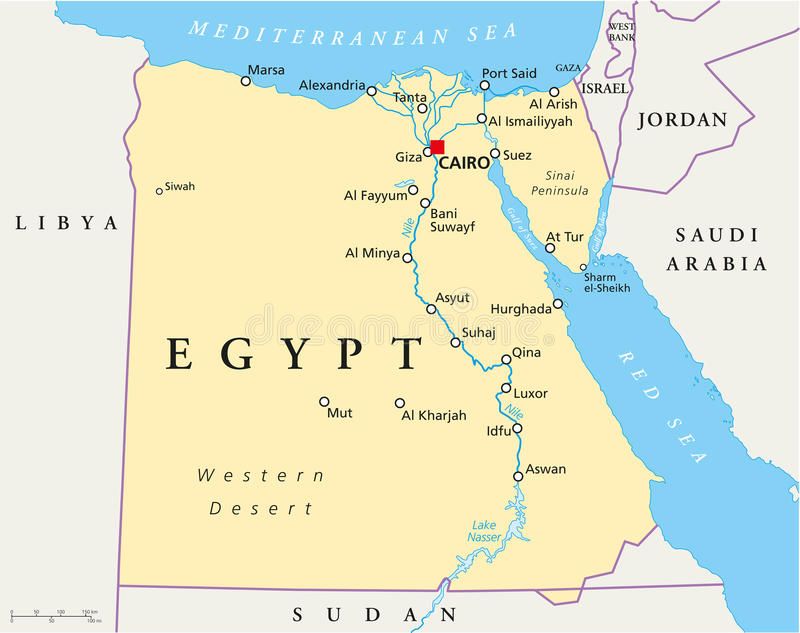 MEDITERRANEAN SEA
WEST
BANK
GAZA
ISRAEL
JORDAN
Marsa
Alexandria
Tanta
Port Said
Al Arish
Al Ismailiyyah
Giza
CAIRO
Suez
Siwah
Al Fayyum
Sinai
Peninsula
Bani
Suwayf
Nile
Gulf of Suez
Gulf of Aqaba
LIBYA
SAUDI
ARABIA
Al Minya
At Tur
Sharm
el-Sheikh
Asyut
Hurghada
dreamstime
Suhaj
EGYPT
Qina
RED SEA
Luxor
Mut
Al Kharjah
Nile
Idfu
Western
Desert
Aswan
Lake
Nasser
SUDAN
0 50 100 150 km
0 50 100 mi